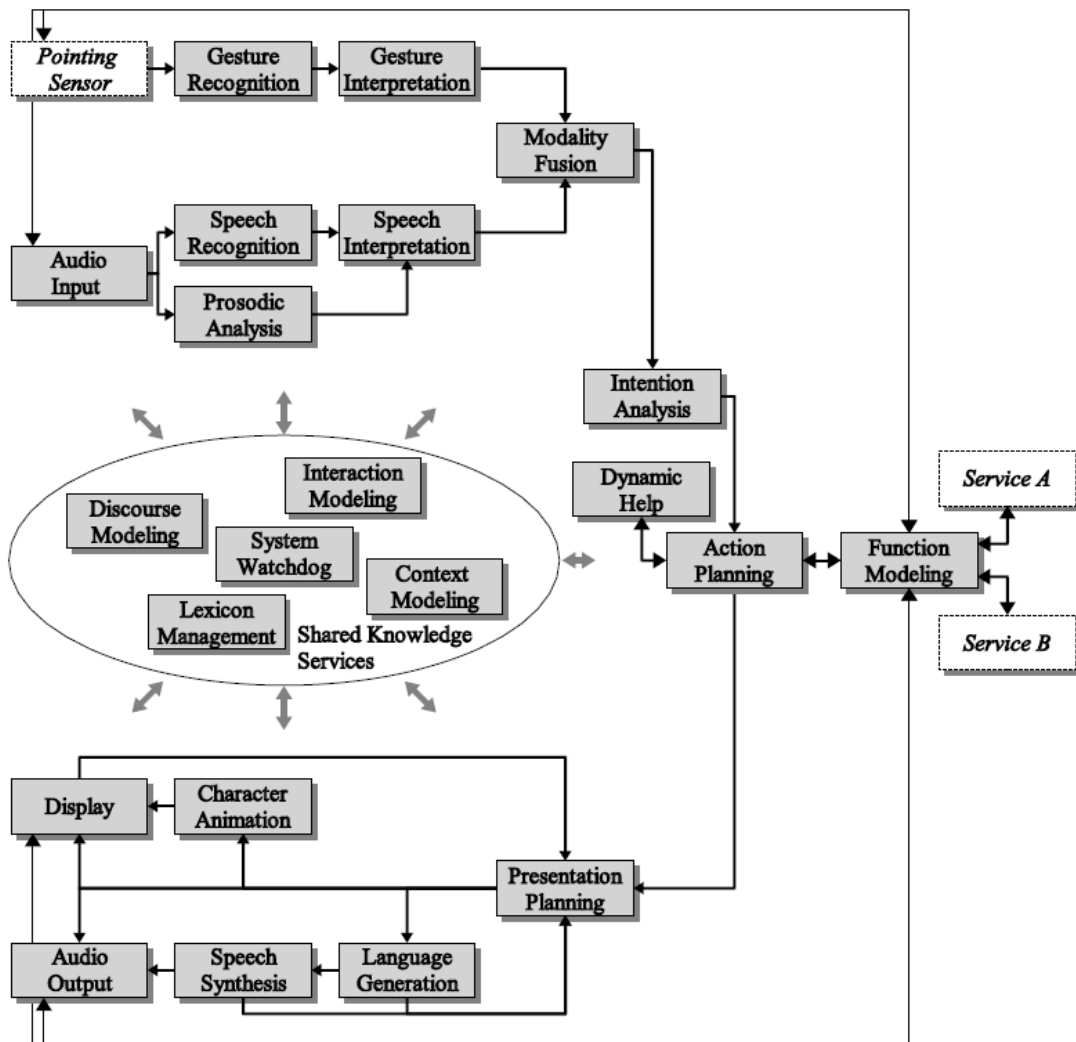 Pointing
Sensor
Gesture
Recognition
Gesture
Interpretation
Modality
Fusion
Speech
Recognition
Speech
Interpretation
Audio
Input
Prosodic
Analysis
Intention
Analysis
Interaction
Modeling
Discourse
Modeling
System
Watchdog
Context
Modeling
Lexicon
Management
Shared Knowledge
Services
Dynamic
Help
Action
Planning
Function
Modeling
Service A
Service B
Display
Character
Animation
Presentation
Planning
Audio
Output
Speech
Synthesis
Language
Generation